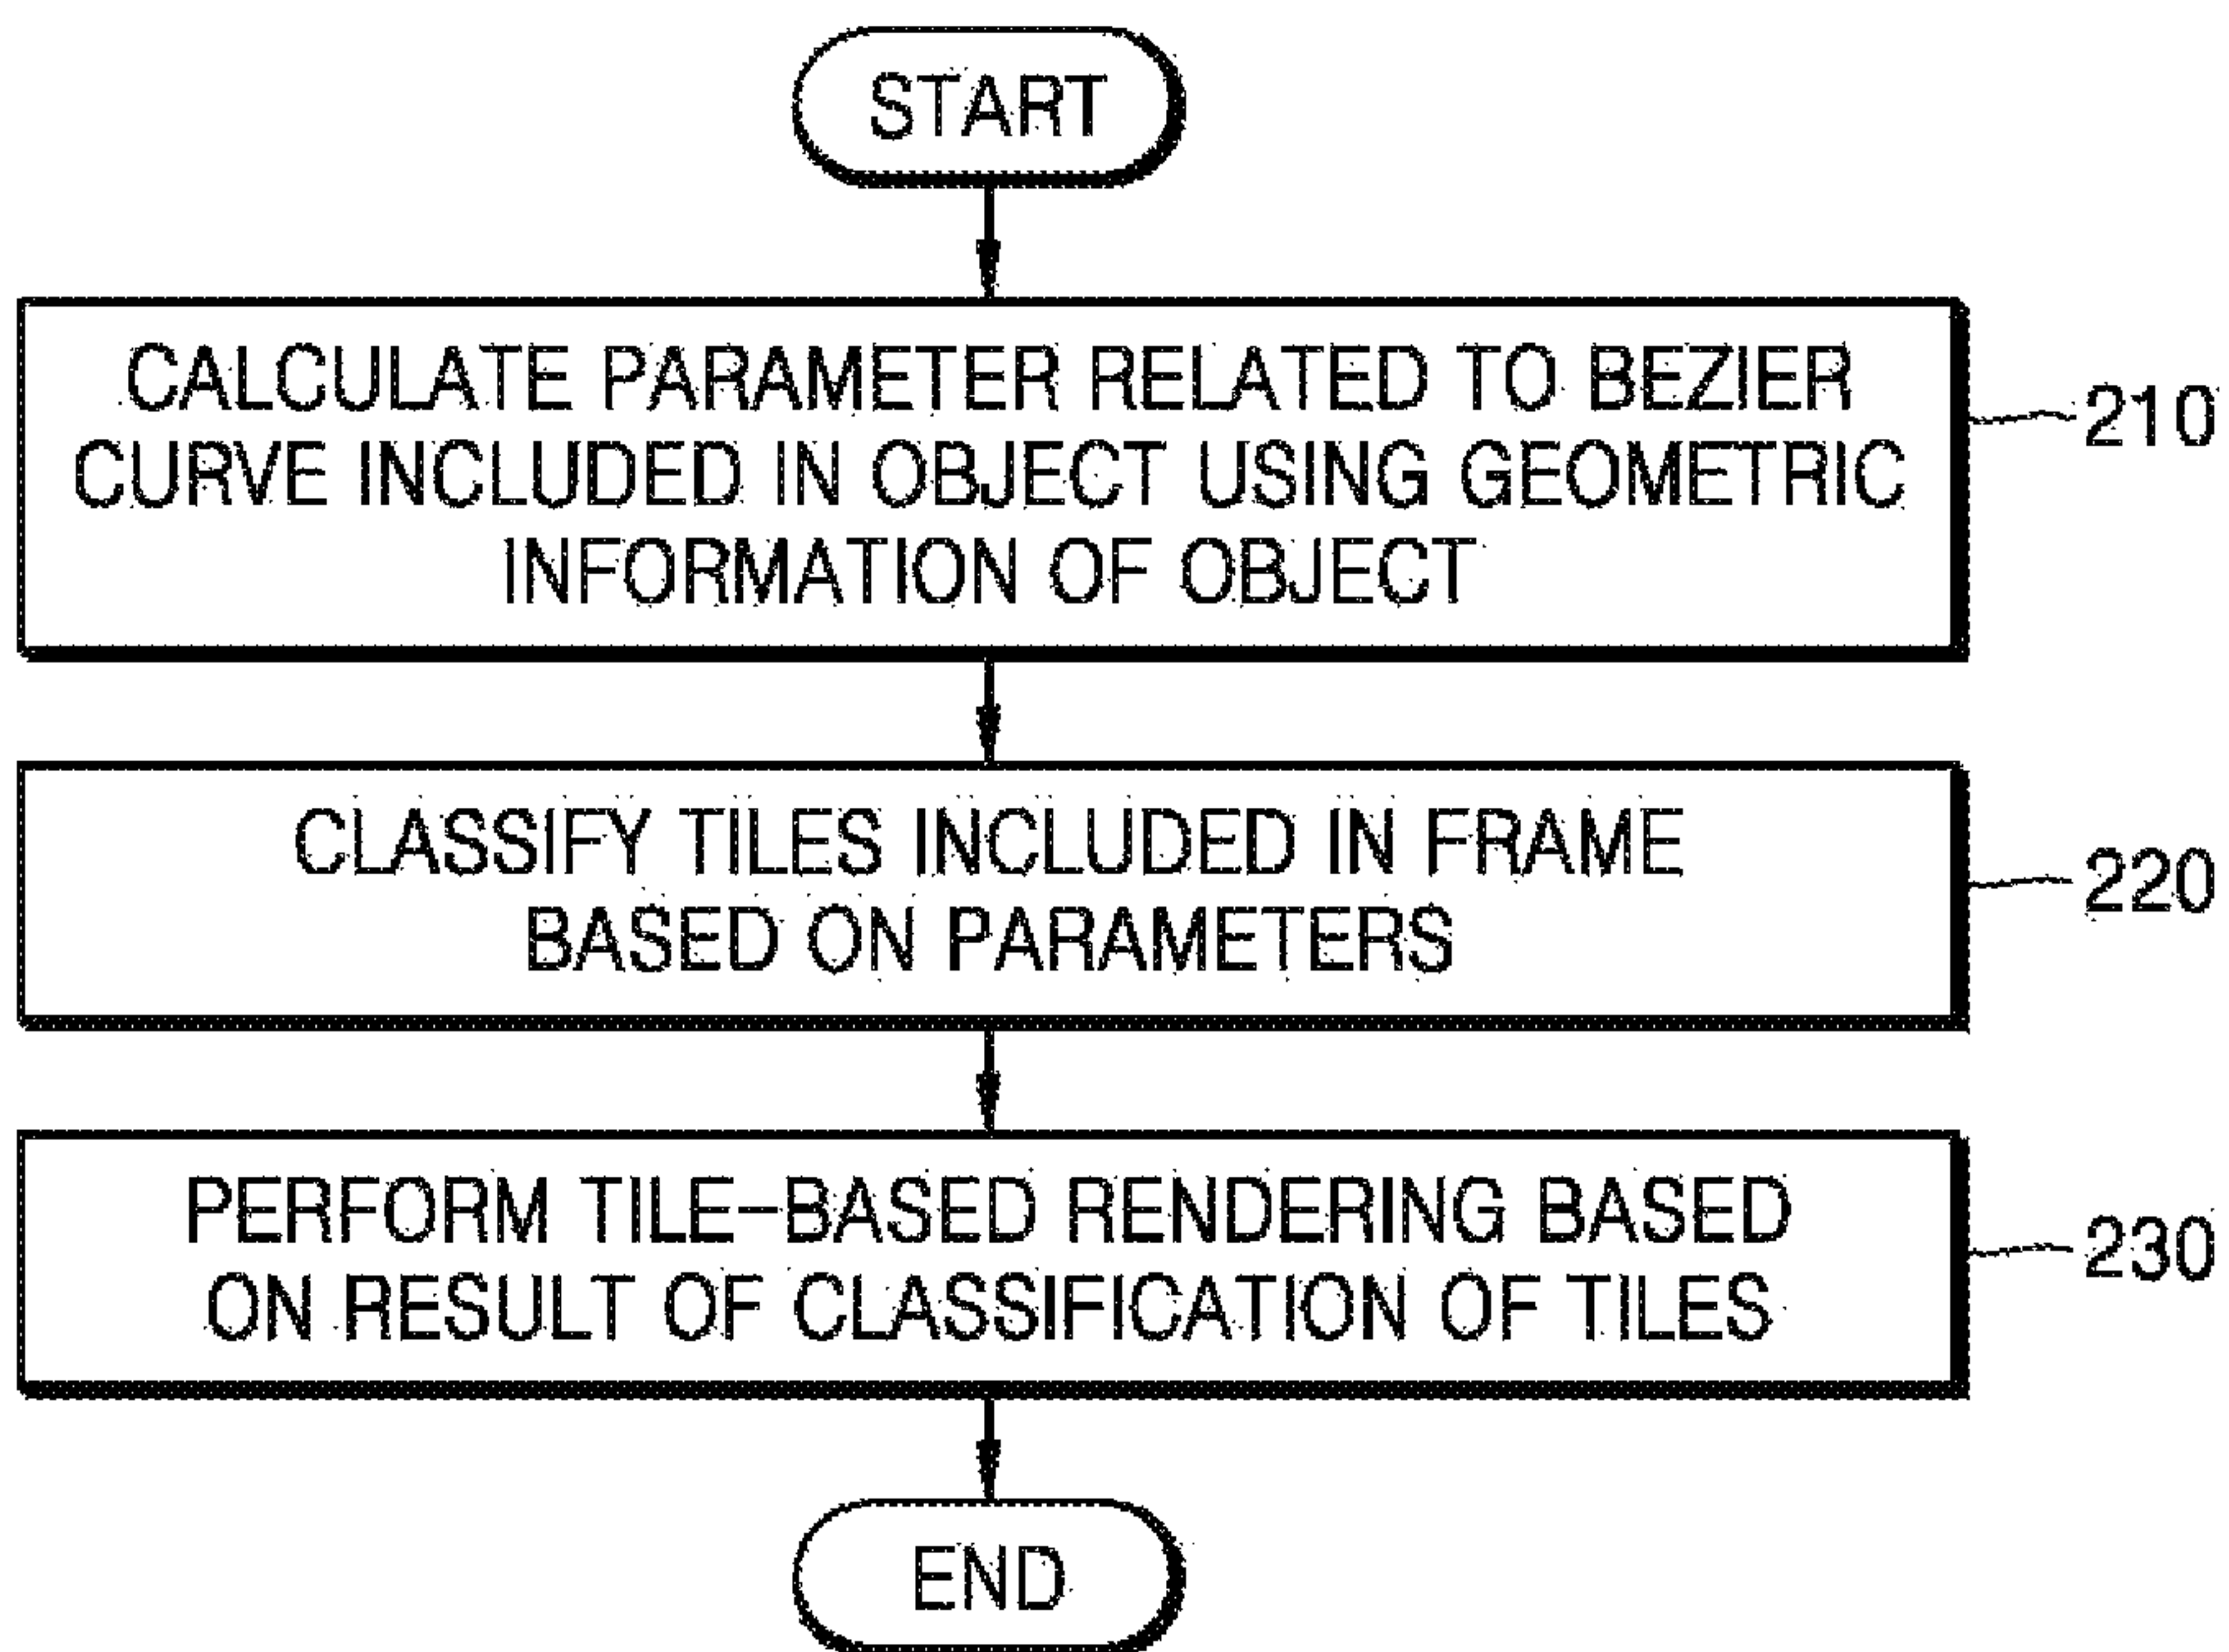 START
CALCULATE PARAMETER RELATED TO BEZIER
CURVE INCLUDED IN OBJECT USING GEOMETRIC
INFORMATION OF OBJECT
210
CLASSIFY TILES INCLUDED IN FRAME
BASED ON PARAMETERS
220
PERFORM TILE-BASED RENDERING BASED
ON RESULT OF CLASSIFICATION OF TILES
230
END